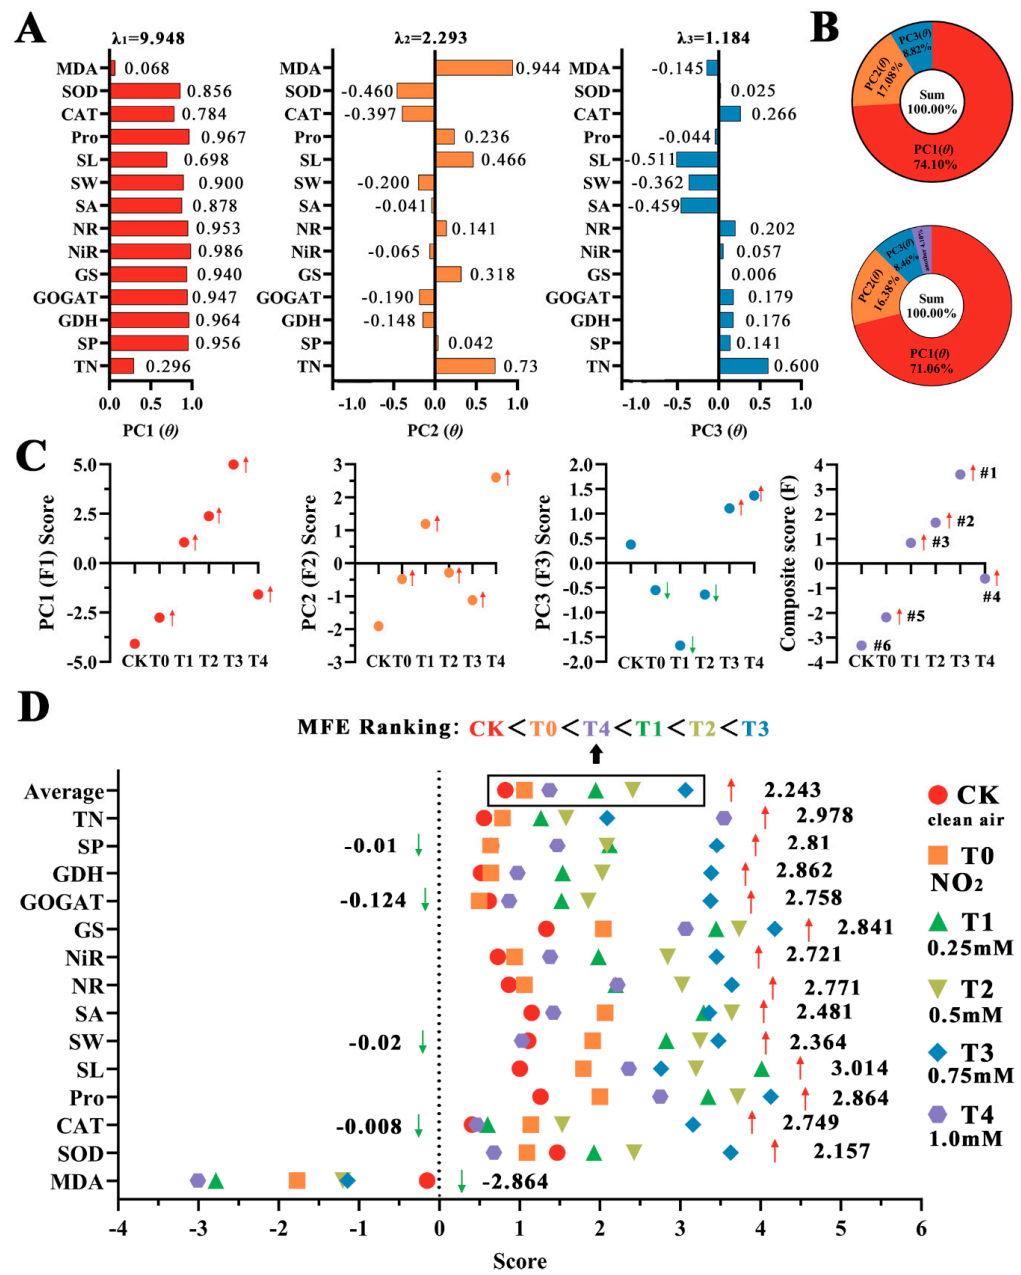 A
λ₁=9.948
MDA 0.068
SOD 0.856
CAT 0.784
Pro 0.967
SL 0.698
SW 0.900
SA 0.878
NR 0.953
NiR 0.986
GS 0.940
GOGAT 0.947
GDH 0.964
SP 0.956
TN 0.296
0.0 0.5 1.0
PC1 (θ)
λ₂=2.293
MDA 0.944
SOD -0.460
CAT -0.397
Pro 0.236
SL 0.466
SW -0.200
SA -0.041
NR 0.141
NiR -0.065
GS 0.318
GOGAT -0.190
GDH -0.148
SP 0.042
TN 0.73
-1.0 -0.5 0.0 0.5 1.0
PC2 (θ)
λ₃=1.184
MDA -0.145
SOD 0.025
CAT 0.266
Pro -0.044
SL -0.511
SW -0.362
SA -0.459
NR 0.202
NiR 0.057
GS 0.006
GOGAT 0.179
GDH 0.176
SP 0.141
TN 0.600
-1.0 -0.5 0.0 0.5 1.0
PC3 (θ)
B
PC3(θ)
8.82%
PC2(θ)
17.08%
Sum
100.00%
PC1(θ)
74.10%
another 4.10%
PC3(θ)
8.46%
PC2(θ)
16.38%
Sum
100.00%
PC1(θ)
71.06%
C
PC1 (F1) Score
5.0
2.5
0.0
-2.5
-5.0
CK T0 T1 T2 T3 T4
PC2 (F2) Score
3
2
1
0
-1
-2
-3
CK T0 T1 T2 T3 T4
PC3 (F3) Score
2.0
1.5
1.0
0.5
0.0
-0.5
-1.0
-1.5
-2.0
CK T0 T1 T2 T3 T4
Composite score (F)
4
3
2
1
0
-1
-2
-3
-4
#1
#2
#3
#4
#5
#6
CK T0 T1 T2 T3 T4
D
MFE Ranking: CK < T0 < T4 < T1 < T2 < T3
Average 2.243
TN 2.978
SP -0.01 2.81
GDH 2.862
GOGAT -0.124 2.758
GS 2.841
NiR 2.721
NR 2.771
SA 2.481
SW -0.02 2.364
SL 3.014
Pro 2.864
CAT -0.008 2.749
SOD 2.157
MDA -2.864
-4 -3 -2 -1 0 1 2 3 4 5 6
Score
CK
clean air
T0
NO₂
T1
0.25mM
T2
0.5mM
T3
0.75mM
T4
1.0mM